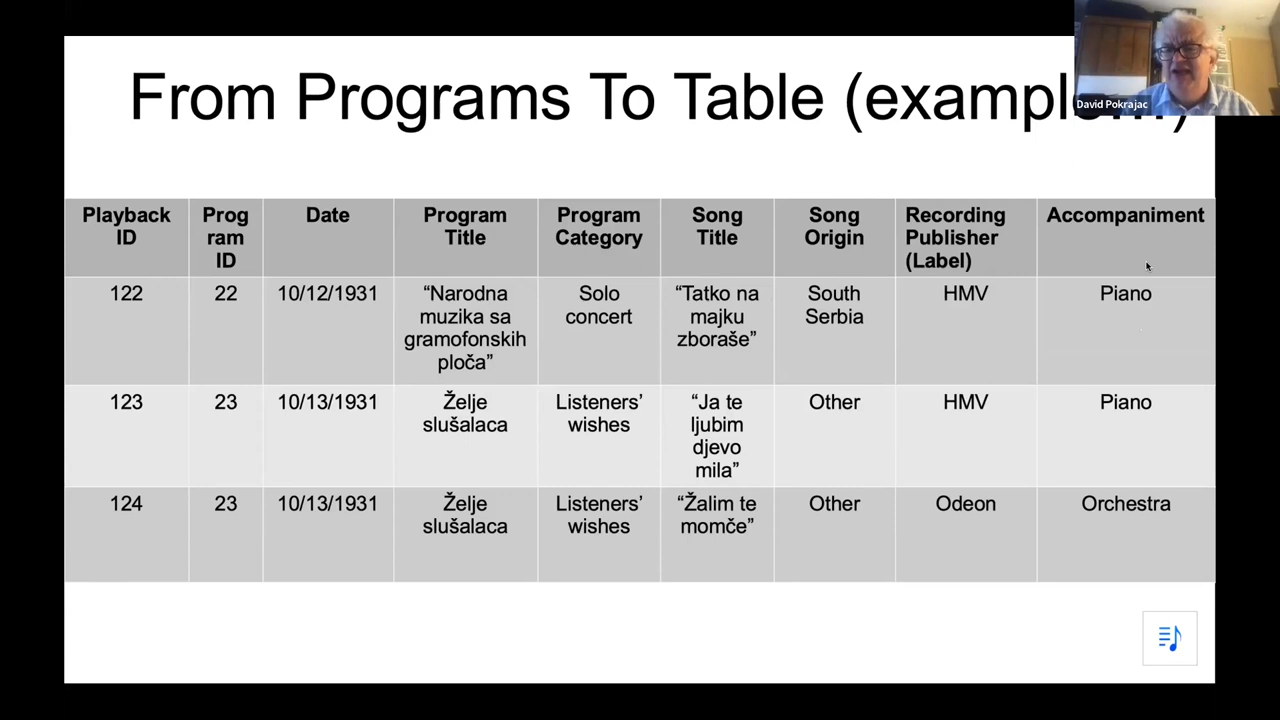 From Programs To Table (exampl
David Pokrajac
Playback ID
Prog ram ID
Date
Program Title
Program Category
Song Title
Song Origin
Recording Publisher (Label)
Accompaniment
122
22
10/12/1931
“Narodna muzika sa gramofonskih ploča”
Solo concert
“Tatko na majku zboraše”
South Serbia
HMV
Piano
123
23
10/13/1931
Želje slušalaca
Listeners’ wishes
“Ja te ljubim djevo mila”
Other
HMV
Piano
124
23
10/13/1931
Želje slušalaca
Listeners’ wishes
“Žalim te momče”
Other
Odeon
Orchestra